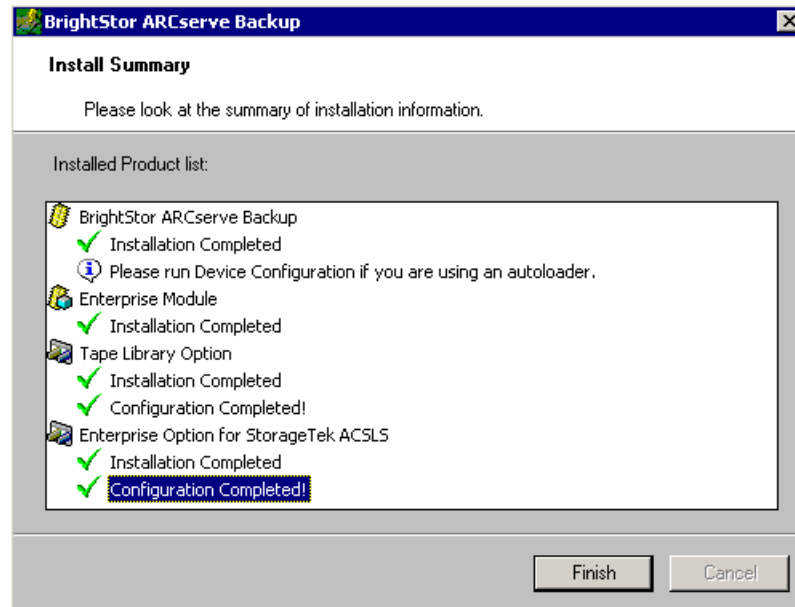 BrightStor ARCserve Backup
Install Summary
Please look at the summary of installation information.
Installed Product list:
BrightStor ARCserve Backup
Installation Completed
Please run Device Configuration if you are using an autoloader.
Enterprise Module
Installation Completed
Tape Library Option
Installation Completed
Configuration Completed!
Enterprise Option for StorageTek ACSLS
Installation Completed
Configuration Completed!
Finish
Cancel